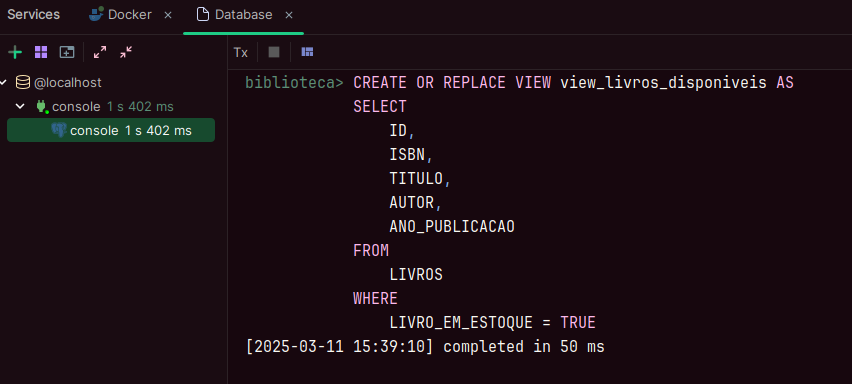 Services
Docker ×
Database ×
Tx
@localhost
console 1 s 402 ms
console 1 s 402 ms
biblioteca> CREATE OR REPLACE VIEW view_livros_disponiveis AS
SELECT
ID,
ISBN,
TITULO,
AUTOR,
ANO_PUBLICACAO
FROM
LIVROS
WHERE
LIVRO_EM_ESTOQUE = TRUE
[2025-03-11 15:39:10] completed in 50 ms